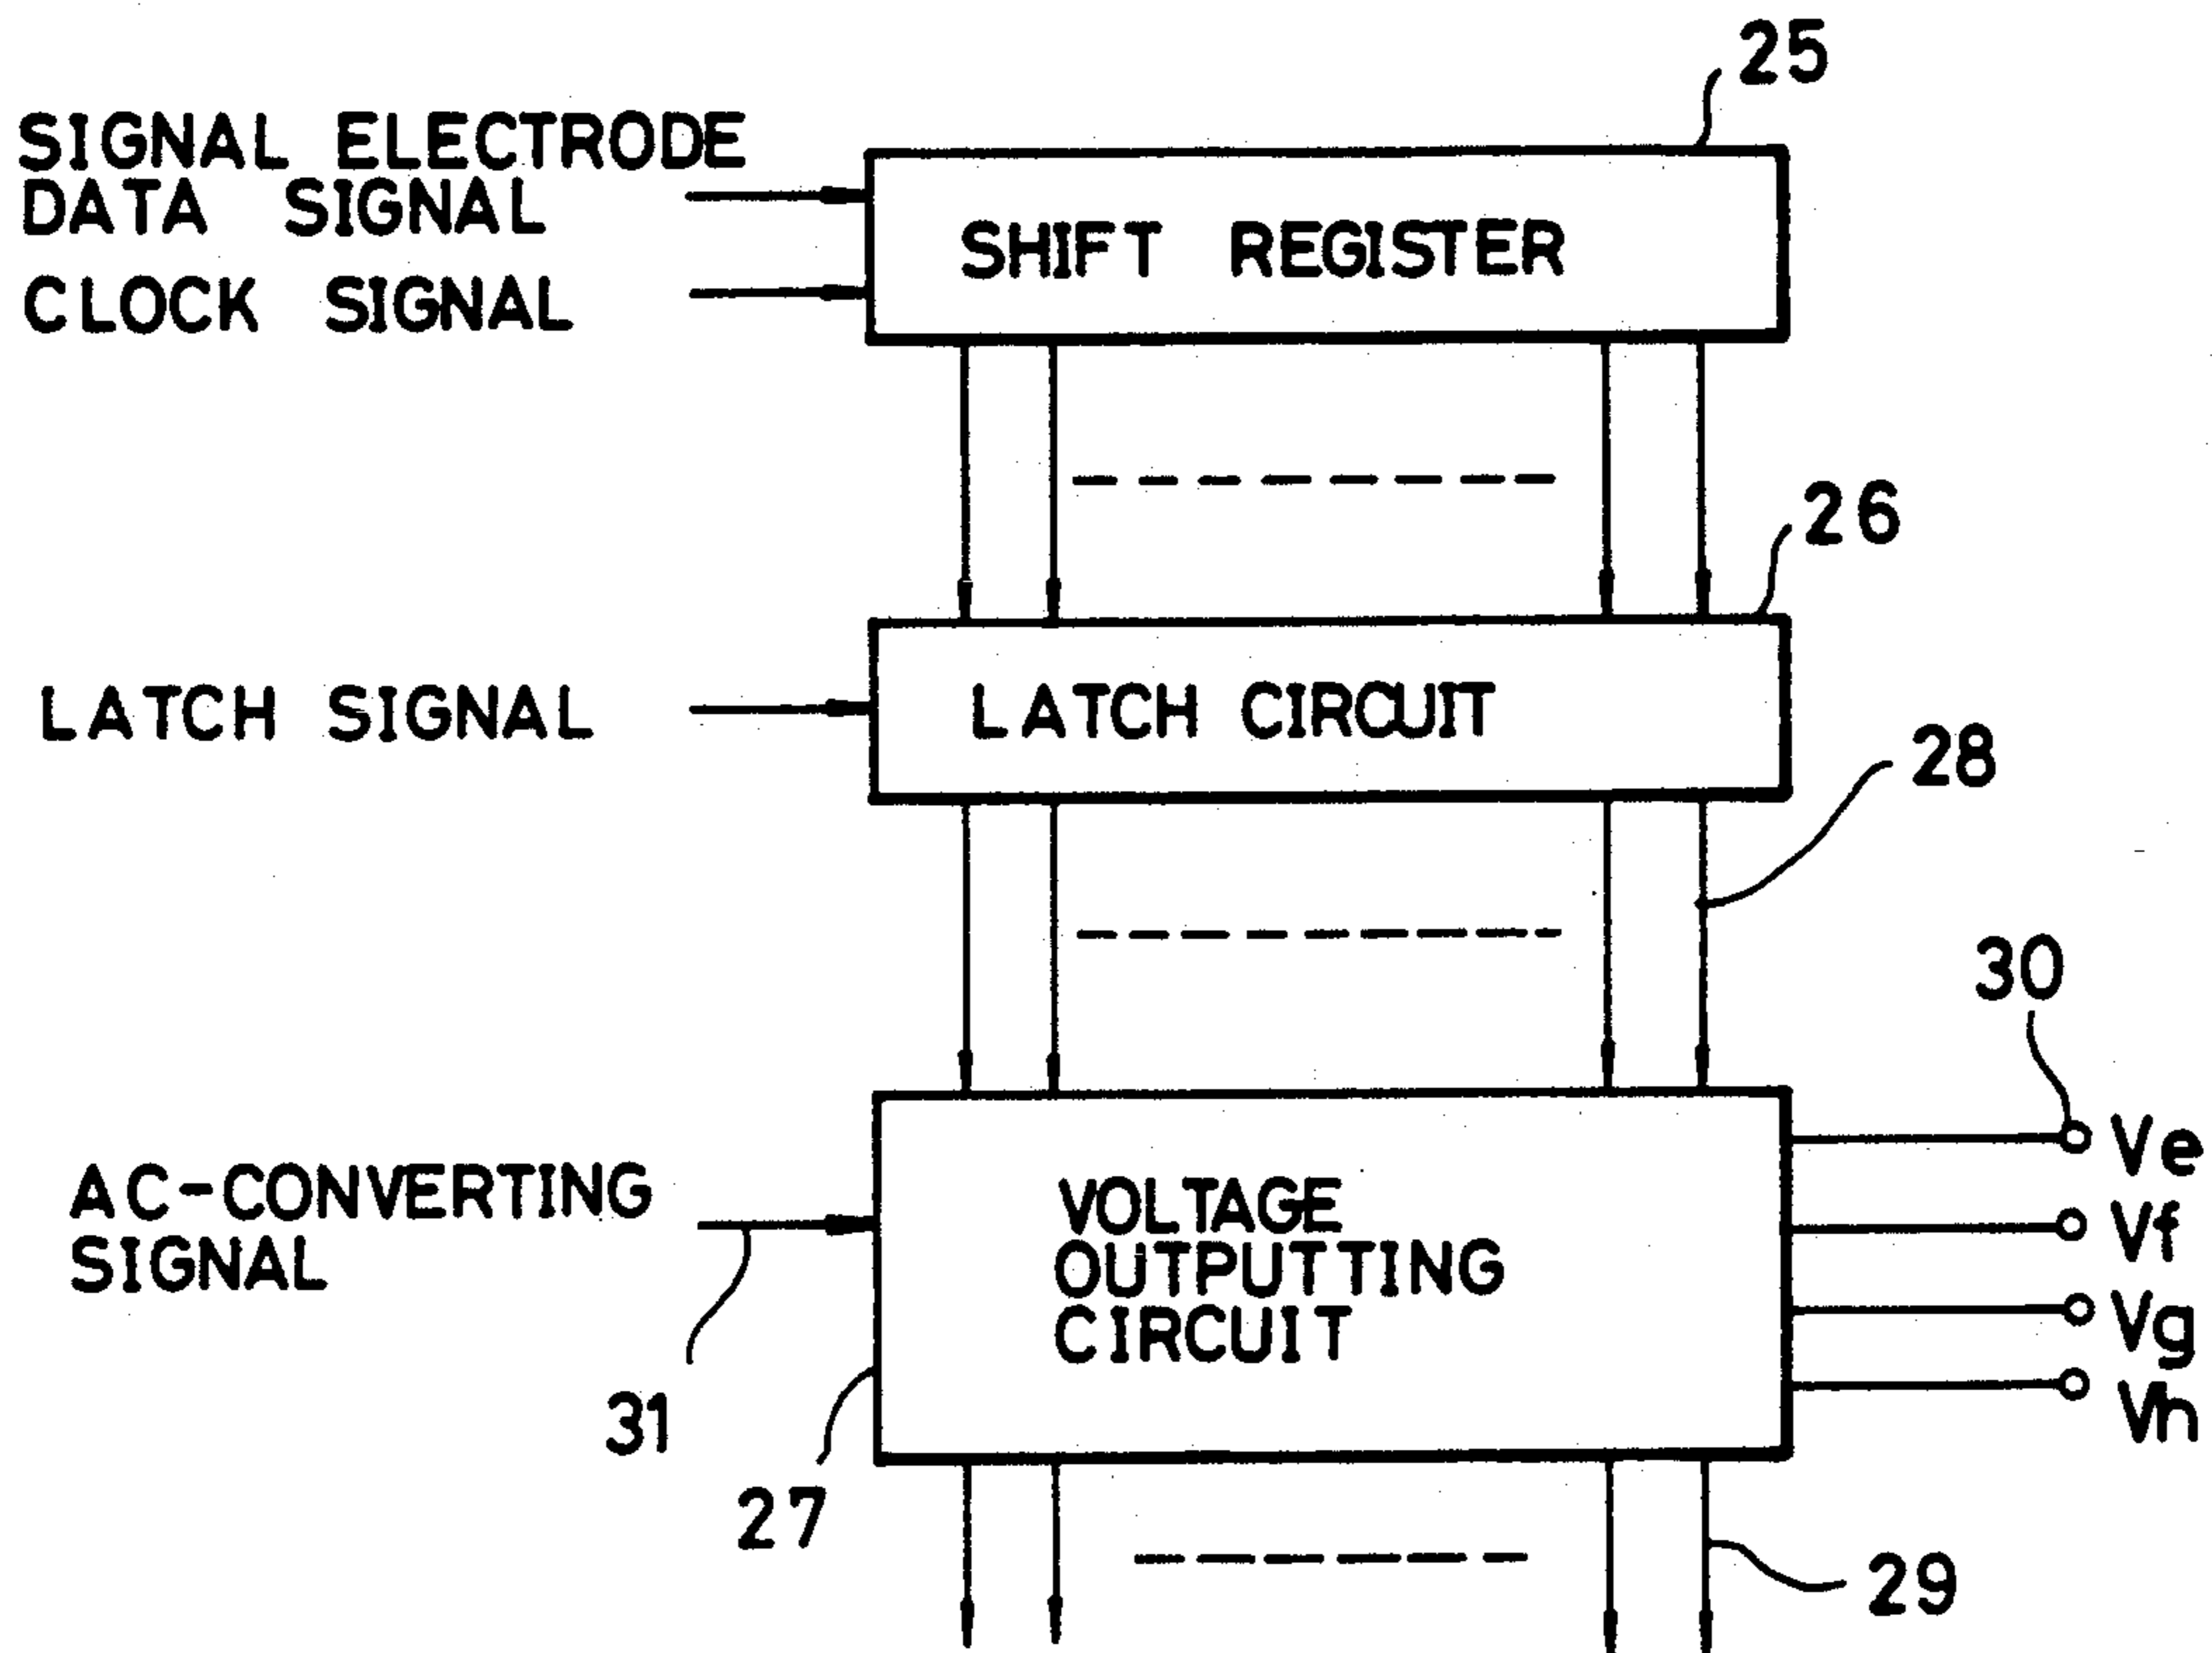 25
SIGNAL ELECTRODE
DATA SIGNAL
CLOCK SIGNAL
SHIFT REGISTER
26
LATCH SIGNAL
LATCH CIRCUIT
28
30
AC-CONVERTING
SIGNAL
VOLTAGE
OUTPUTTING
CIRCUIT
Ve
Vf
Vg
Vh
31
27
29